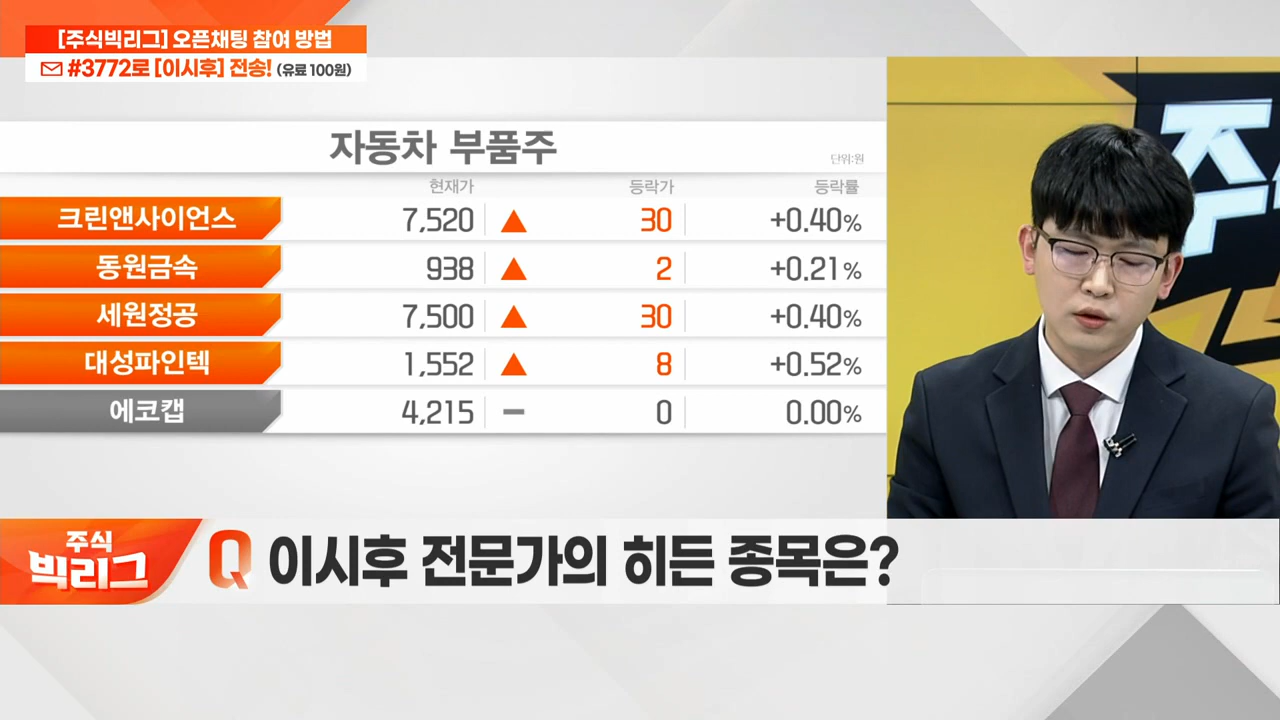 [주식빅리그] 오픈채팅 참여 방법
#3772로 [이시후] 전송! (유료 100원)
자동차 부품주
단위:원
현재가 등락가 등락률
크린앤사이언스 7,520 ▲ 30 +0.40%
동원금속 938 ▲ 2 +0.21%
세원정공 7,500 ▲ 30 +0.40%
대성파인텍 1,552 ▲ 8 +0.52%
에코캡 4,215 － 0 0.00%
주식
빅리그
Q 이시후 전문가의 히든 종목은?